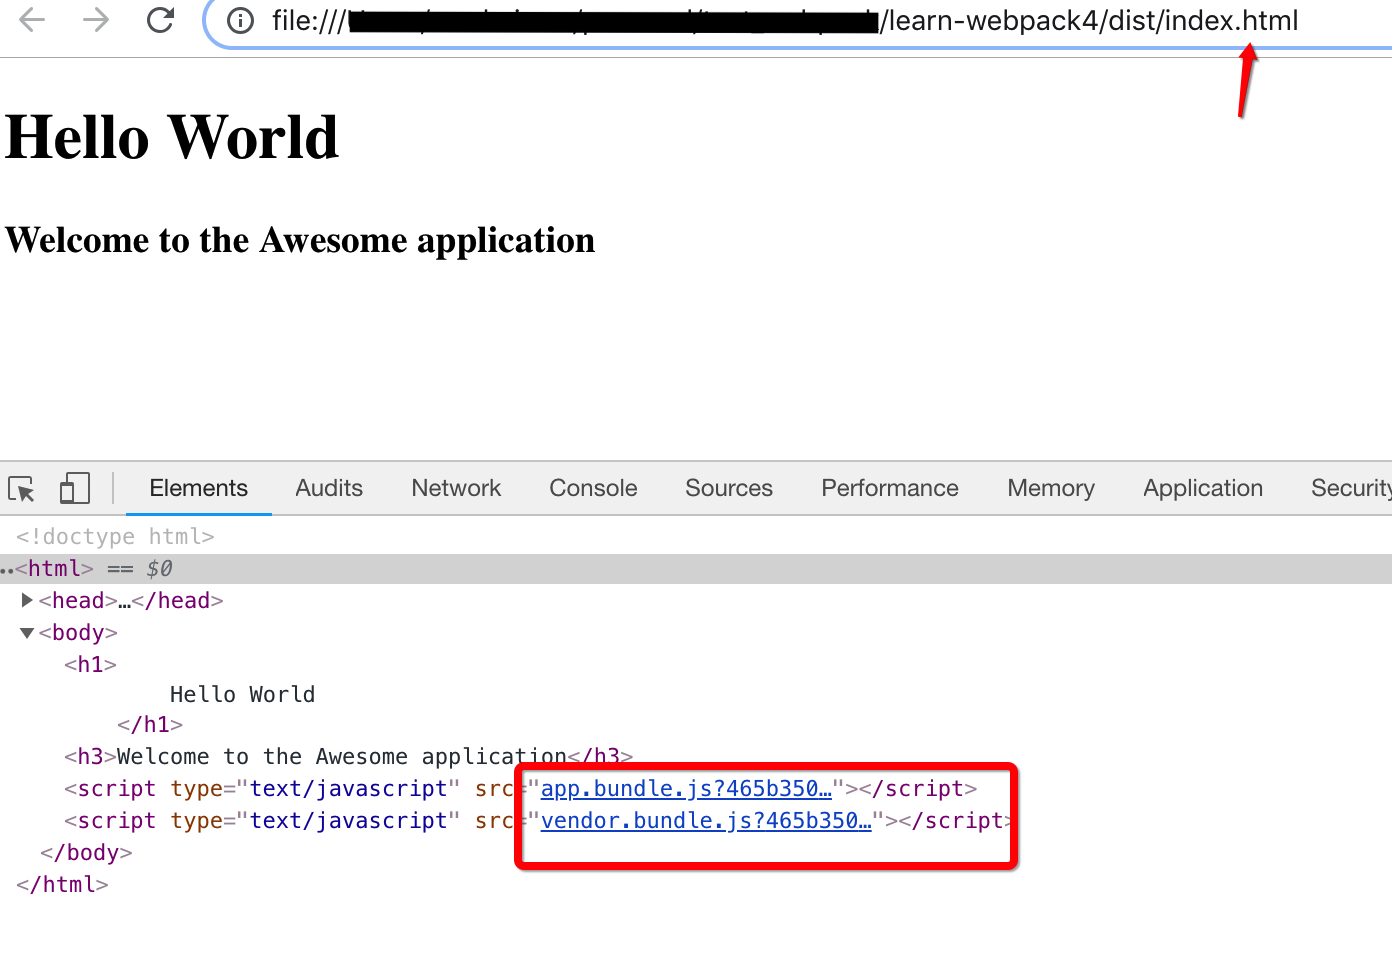 file:///
/learn-webpack4/dist/index.html
Hello World
Welcome to the Awesome application
Elements Audits Network Console Sources Performance Memory Application Security
<!doctype html>
..<html> == $0
<head>…</head>
<body>
<h1>
Hello World
</h1>
<h3>Welcome to the Awesome application</h3>
<script type="text/javascript" src="app.bundle.js?465b350…"></script>
<script type="text/javascript" src="vendor.bundle.js?465b350…"></script>
</body>
</html>